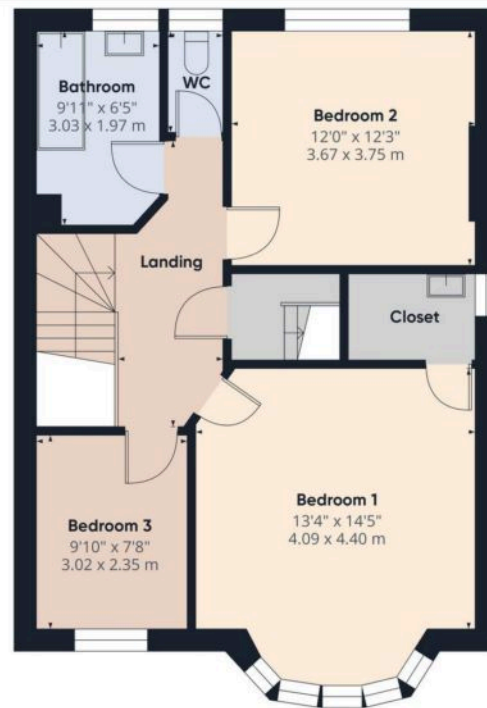 Bathroom
9'11" x 6'5"
3.03 x 1.97 m
WC
Bedroom 2
12'0" x 12'3"
3.67 x 3.75 m
Landing
Closet
Bedroom 1
13'4" x 14'5"
4.09 x 4.40 m
Bedroom 3
9'10" x 7'8"
3.02 x 2.35 m